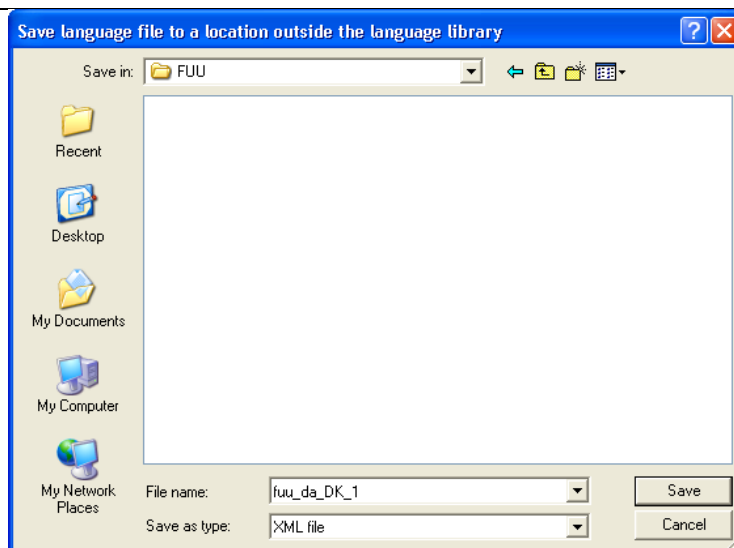 Save language file to a location outside the language library
Save in: FUU
Recent
Desktop
My Documents
My Computer
My Network
Places
File name: fuu_da_DK_1 Save
Save as type: XML file Cancel